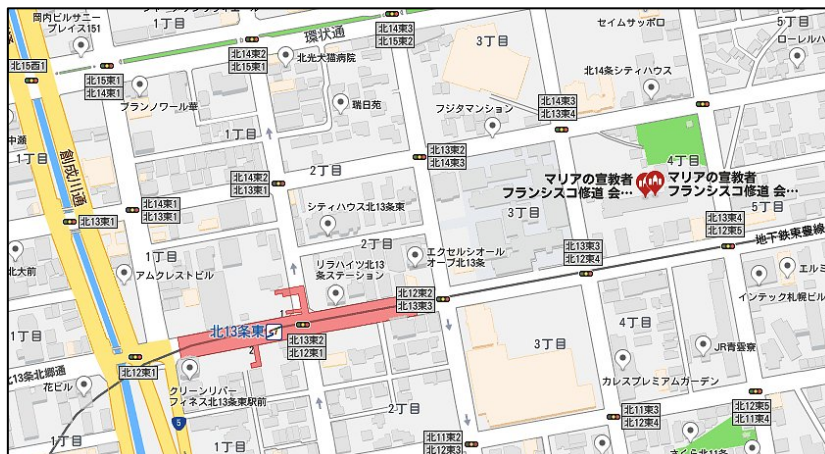 岡内ビルサニー
プレイス151
1丁目
環状通
北14東3
北15東2
3丁目
セイムサッポロ
5丁目
ローレルハ
北15西1
北14東2
北15東1
北光犬猫病院
北15東1
北14東1
ブランノワール華
瑞日苑
フジタマンション
北14条シティハウス
北14東3
北13東4
中瀬
1丁目
創成川通
1丁目
2丁目
北13東2
北14東3
4丁目
北14東2
北13東1
マリアの宣教者
フランシスコ修道 会…
マリアの宣教者
フランシスコ修道 会…
北14東1
北13東1
北13東1
シティハウス北13条東
3丁目
5丁目
北13東4
北12東5
地下鉄東豊線
1丁目
2丁目
北大前
アムクレストビル
リラハイツ北13
条ステーション
エクセルシオール
オーブ北13条
北13東3
北12東4
エルミ
インテック札幌ビル
北12東2
北13東3
1
北13条東
2
北13東2
北12東1
1丁目
4丁目
3丁目
JR青雲寮
北13条北郷通
北12東1
花ビル
クリーンリバー
フィネス北13条東駅前
カレスプレミアムガーデン
5
2丁目
北11東3
北12東4
北12東5
北11東4
1丁目
1丁目
北11東2
北12東3
さくら北11条